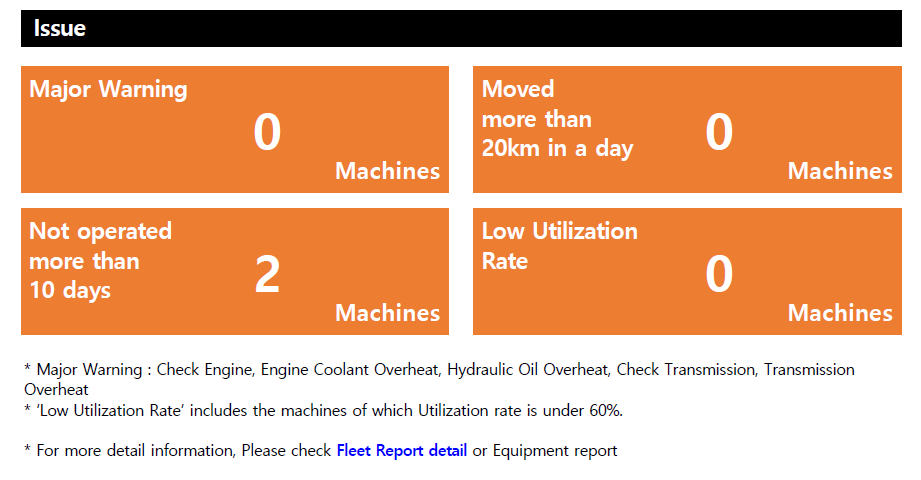 Issue
Major Warning
0
Machines
Moved
more than
20km in a day
0
Machines
Not operated
more than
10 days
2
Machines
Low Utilization
Rate
0
Machines
* Major Warning : Check Engine, Engine Coolant Overheat, Hydraulic Oil Overheat, Check Transmission, Transmission
Overheat
* ‘Low Utilization Rate’ includes the machines of which Utilization rate is under 60%.
* For more detail information, Please check Fleet Report detail or Equipment report